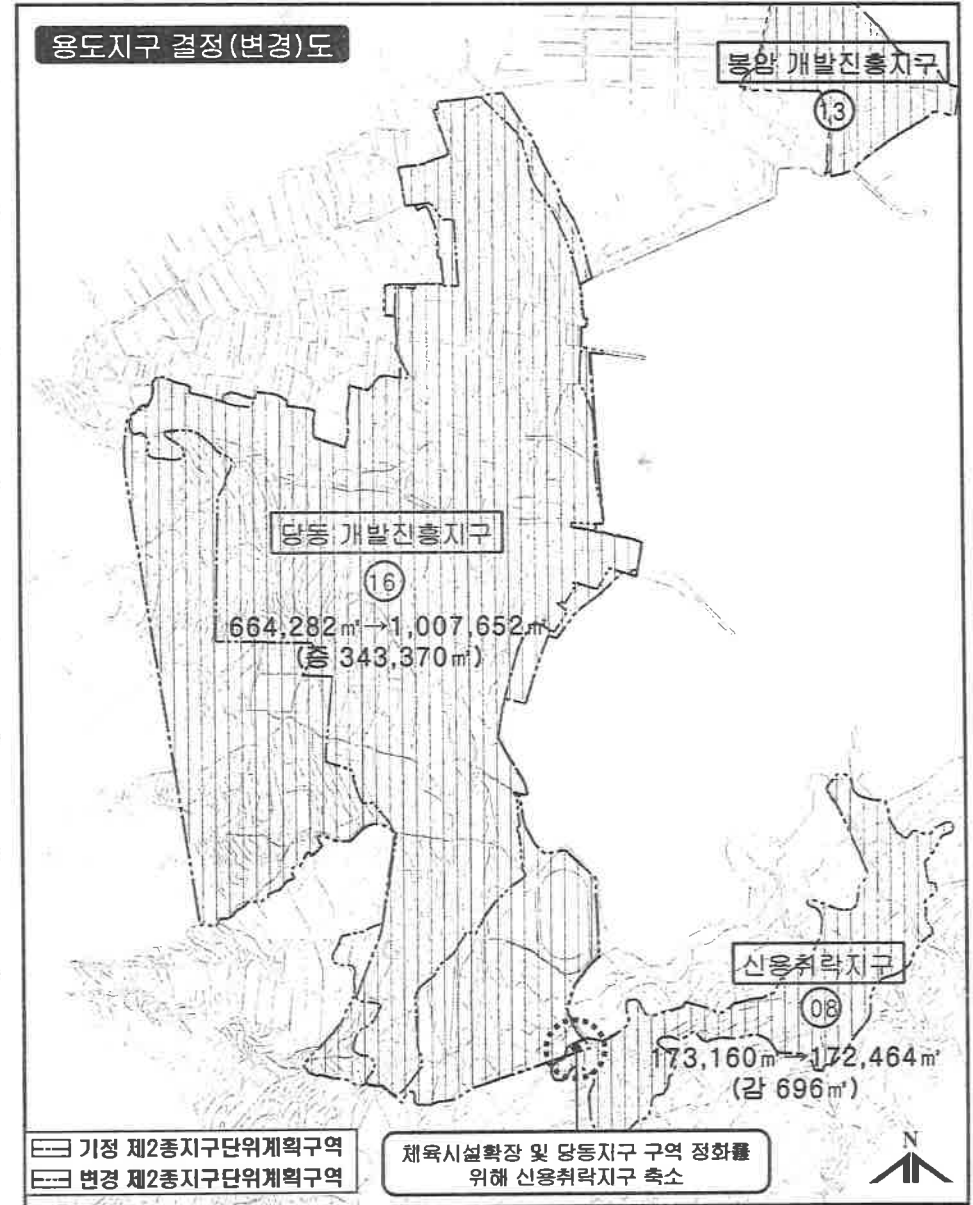 용도지구 결정(변경)도
봉암 개발진흥지구
13
당동 개발진흥지구
16
664,282㎡→1,007,652㎡
(증 343,370㎡)
신용취락지구
08
173,160㎡→172,464㎡
(감 696㎡)
기정 제2종지구단위계획구역
변경 제2종지구단위계획구역
체육시설확장 및 당동지구 구역 정화를
위해 신용취락지구 축소
N